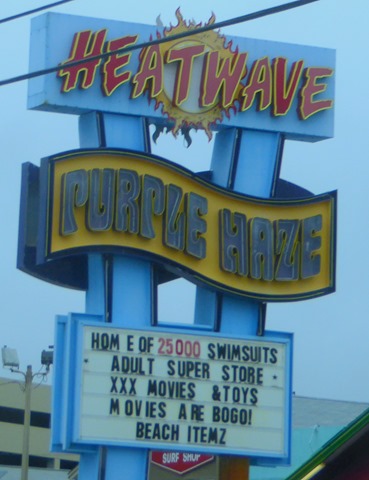 HEATWAVE
PURPLE HAZE
HOM E OF 25000 SWIMSUITS
ADULT SUPER STORE
XXX MOVIES &TOYS
MOVIES ARE BOGO!
BEACH ITEMZ
SURF SHOP